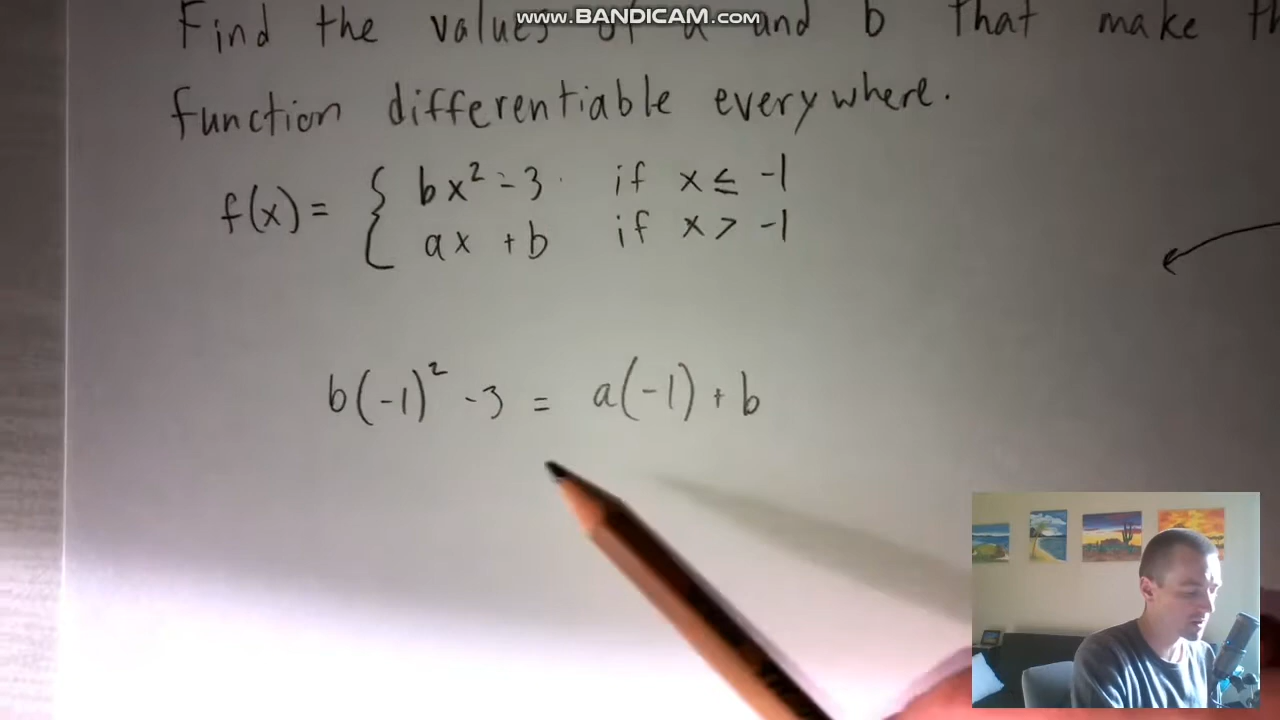 www.BANDICAM.com
Find the values of a and b that make
function differentiable everywhere.
f(x) = { bx² - 3 if x ≤ -1
ax + b if x > -1
b(-1)² - 3 = a(-1) + b